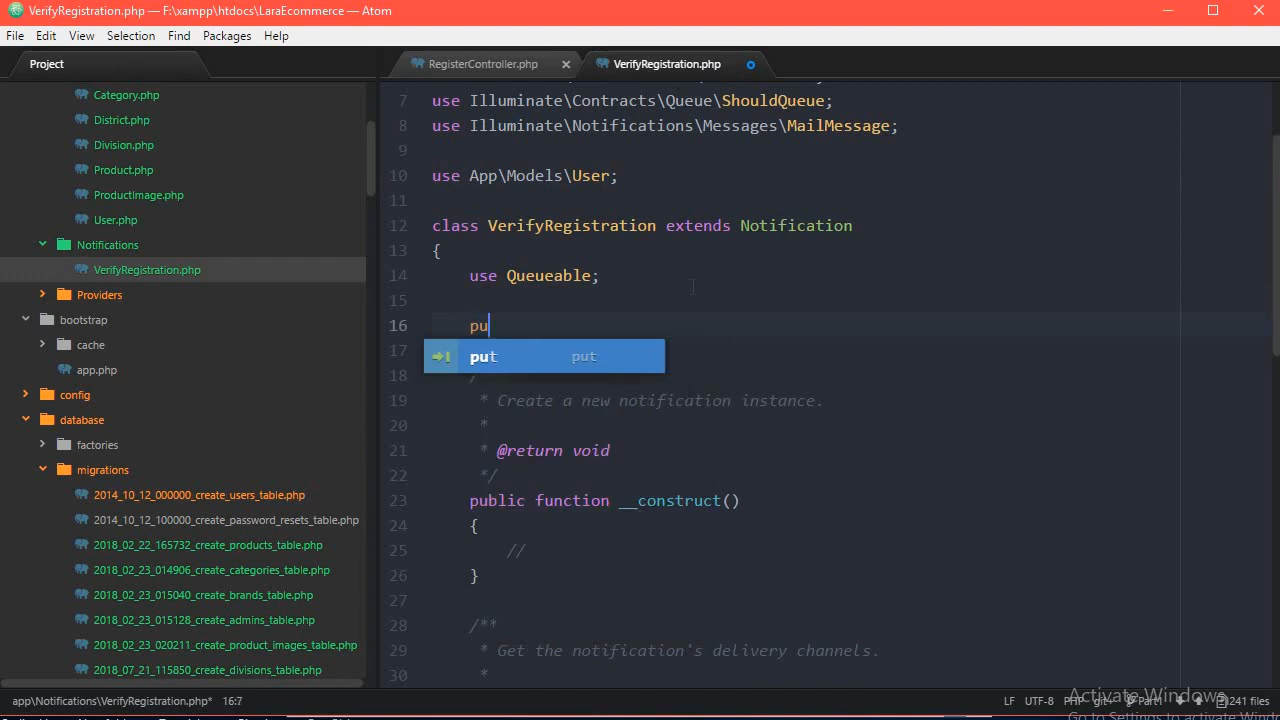 VerifyRegistration.php — F:\xampp\htdocs\LaraEcommerce — Atom
File Edit View Selection Find Packages Help
Project
RegisterController.php
VerifyRegistration.php
Category.php
District.php
Division.php
Product.php
ProductImage.php
User.php
Notifications
VerifyRegistration.php
Providers
bootstrap
cache
app.php
config
database
factories
migrations
2014_10_12_000000_create_users_table.php
2014_10_12_100000_create_password_resets_table.php
2018_02_22_165732_create_products_table.php
2018_02_23_014906_create_categories_table.php
2018_02_23_015040_create_brands_table.php
2018_02_23_015128_create_admins_table.php
2018_02_23_020211_create_product_images_table.php
2018_07_21_115850_create_divisions_table.php
7 use Illuminate\Contracts\Queue\ShouldQueue;
8 use Illuminate\Notifications\Messages\MailMessage;
9
10 use App\Models\User;
11
12 class VerifyRegistration extends Notification
13 {
14 use Queueable;
15
16 pu
17 put put
18 /
19 * Create a new notification instance.
20 *
21 * @return void
22 */
23 public function __construct()
24 {
25 //
26 }
27
28 /**
29 * Get the notification's delivery channels.
30 *
app\Notifications\VerifyRegistration.php* 16:7
LF UTF-8 PHP Part1 241 files
Activate Windows
Go to Settings to activate Win